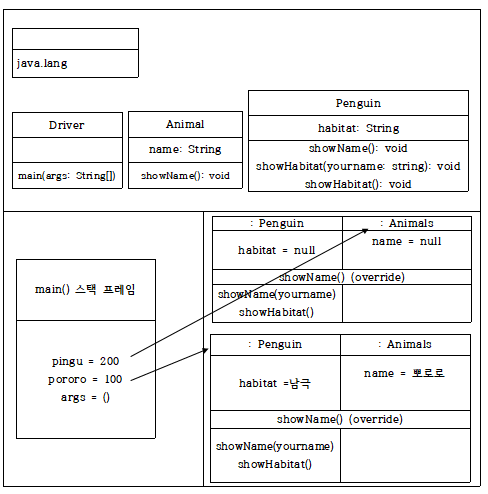 java.lang
Driver
main(args: String[])
Animal
name: String
showName(): void
Penguin
habitat: String
showName(): void
showHabitat(yourname: string): void
showHabitat(): void
main() 스택 프레임
pingu = 200
pororo = 100
args = ()
: Penguin
: Animals
habitat = null
name = null
showName() (override)
showName(yourname)
showHabitat()
: Penguin
: Animals
habitat =남극
name = 뽀로로
showName() (override)
showName(yourname)
showHabitat()